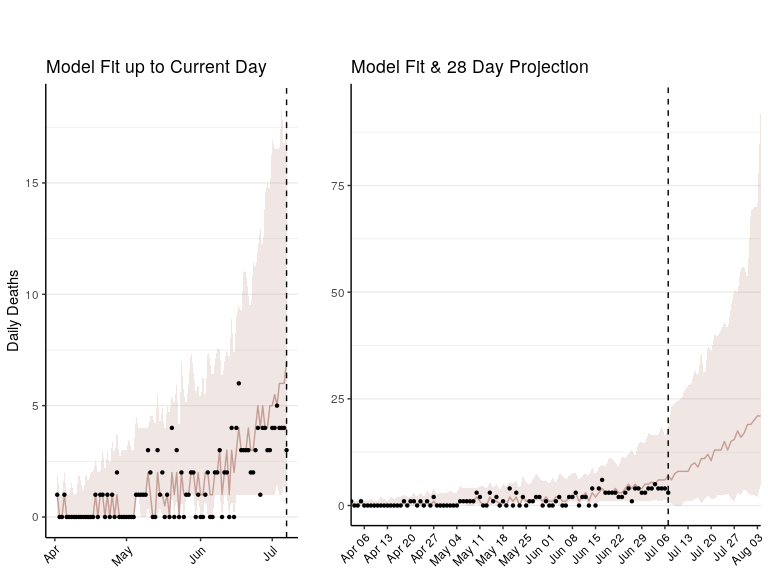 Model Fit up to Current Day
Model Fit & 28 Day Projection
Daily Deaths
15
10
5
0
75
50
25
0
Apr
May
Jun
Jul
Apr 06
Apr 13
Apr 20
Apr 27
May 04
May 11
May 18
May 25
Jun 01
Jun 08
Jun 15
Jun 22
Jun 29
Jul 06
Jul 13
Jul 20
Jul 27
Aug 03